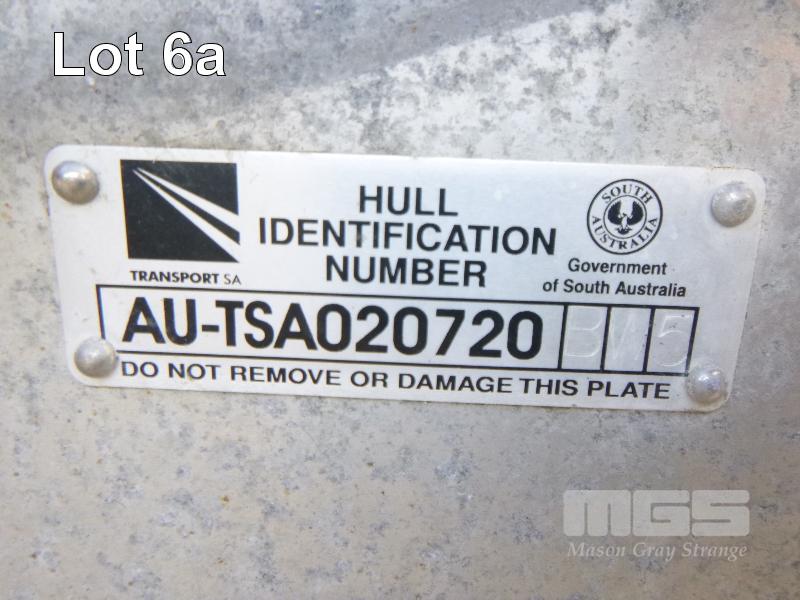 Lot 6a
TRANSPORT SA
HULL
IDENTIFICATION
NUMBER
SOUTH
AUSTRALIA
Government
of South Australia
AU-TSA020720
DO NOT REMOVE OR DAMAGE THIS PLATE
MGS
Mason Gray Strange